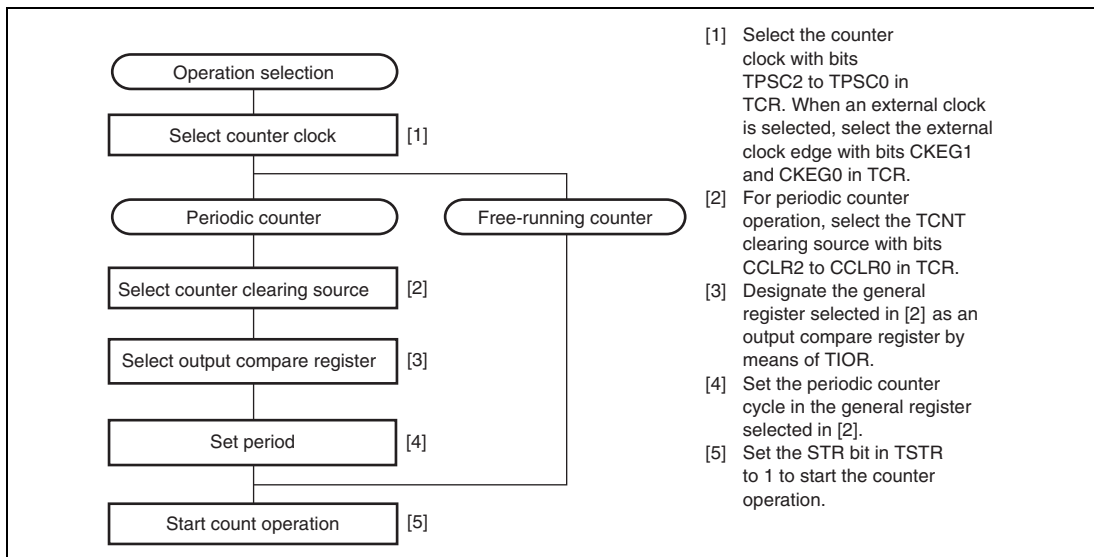 Operation selection
Select counter clock [1]
Periodic counter
Free-running counter
Select counter clearing source [2]
Select output compare register [3]
Set period [4]
Start count operation [5]
[1] Select the counter
clock with bits
TPSC2 to TPSC0 in
TCR. When an external clock
is selected, select the external
clock edge with bits CKEG1
and CKEG0 in TCR.
[2] For periodic counter
operation, select the TCNT
clearing source with bits
CCLR2 to CCLR0 in TCR.
[3] Designate the general
register selected in [2] as an
output compare register by
means of TIOR.
[4] Set the periodic counter
cycle in the general register
selected in [2].
[5] Set the STR bit in TSTR
to 1 to start the counter
operation.